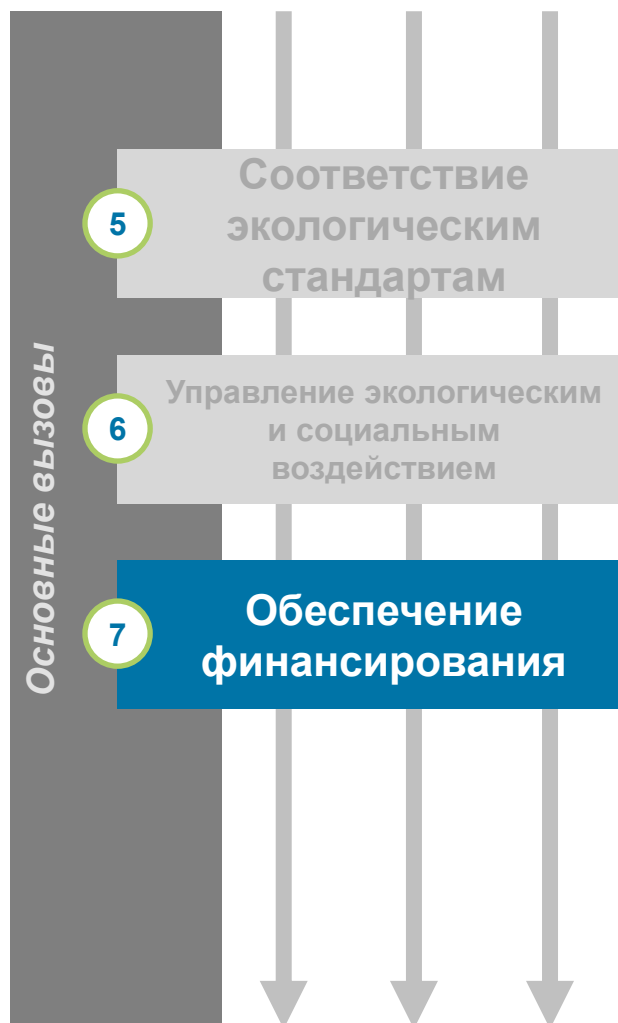 Основные вызовы
5
Соответствие
экологическим
стандартам
6
Управление экологическим
и социальным
воздействием
7
Обеспечение
финансирования